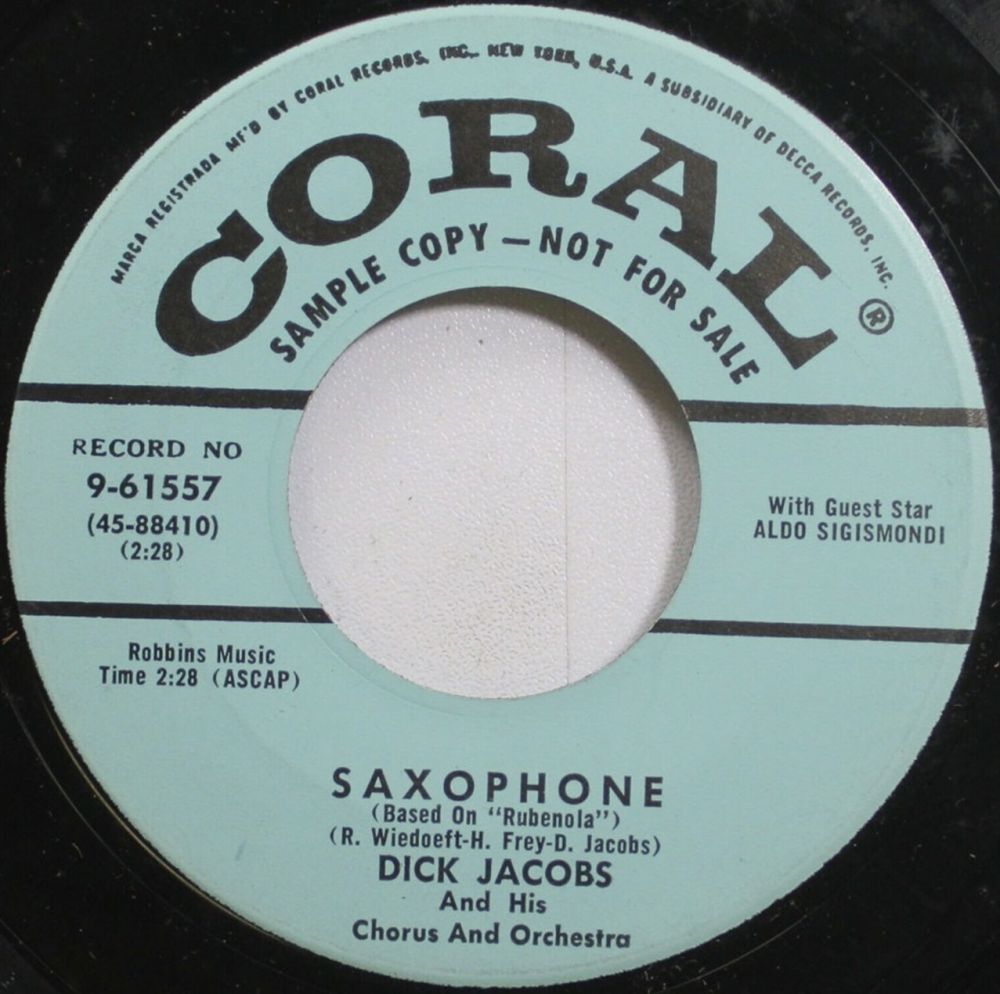 MARCA REGISTRADA MF'D BY CORAL RECORDS, INC., NEW YORK, U.S.A. A SUBSIDIARY OF DECCA RECORDS, INC.
CORAL ®
SAMPLE COPY — NOT FOR SALE
RECORD NO
9-61557
(45-88410)
(2:28)
With Guest Star
ALDO SIGISMONDI
Robbins Music
Time 2:28 (ASCAP)
SAXOPHONE
(Based On “Rubenola”)
(R. Wiedoeft-H. Frey-D. Jacobs)
DICK JACOBS
And His
Chorus And Orchestra